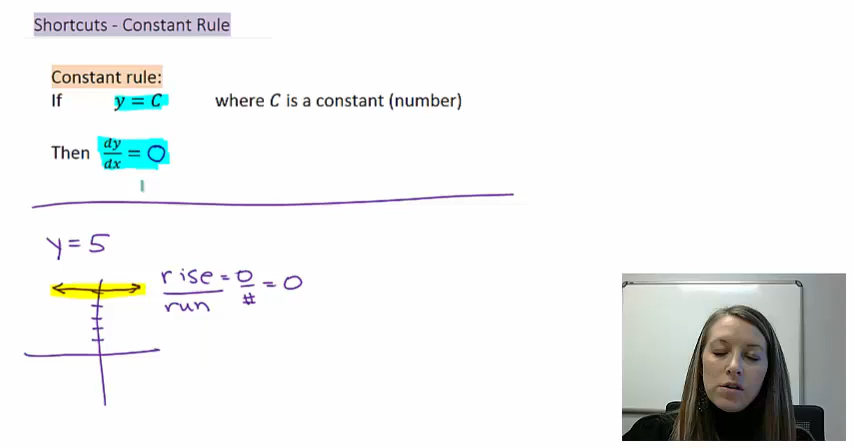 Shortcuts - Constant Rule
Constant rule:
If y = C where C is a constant (number)
Then dy/dx = 0
y = 5
rise/run = 0/# = 0